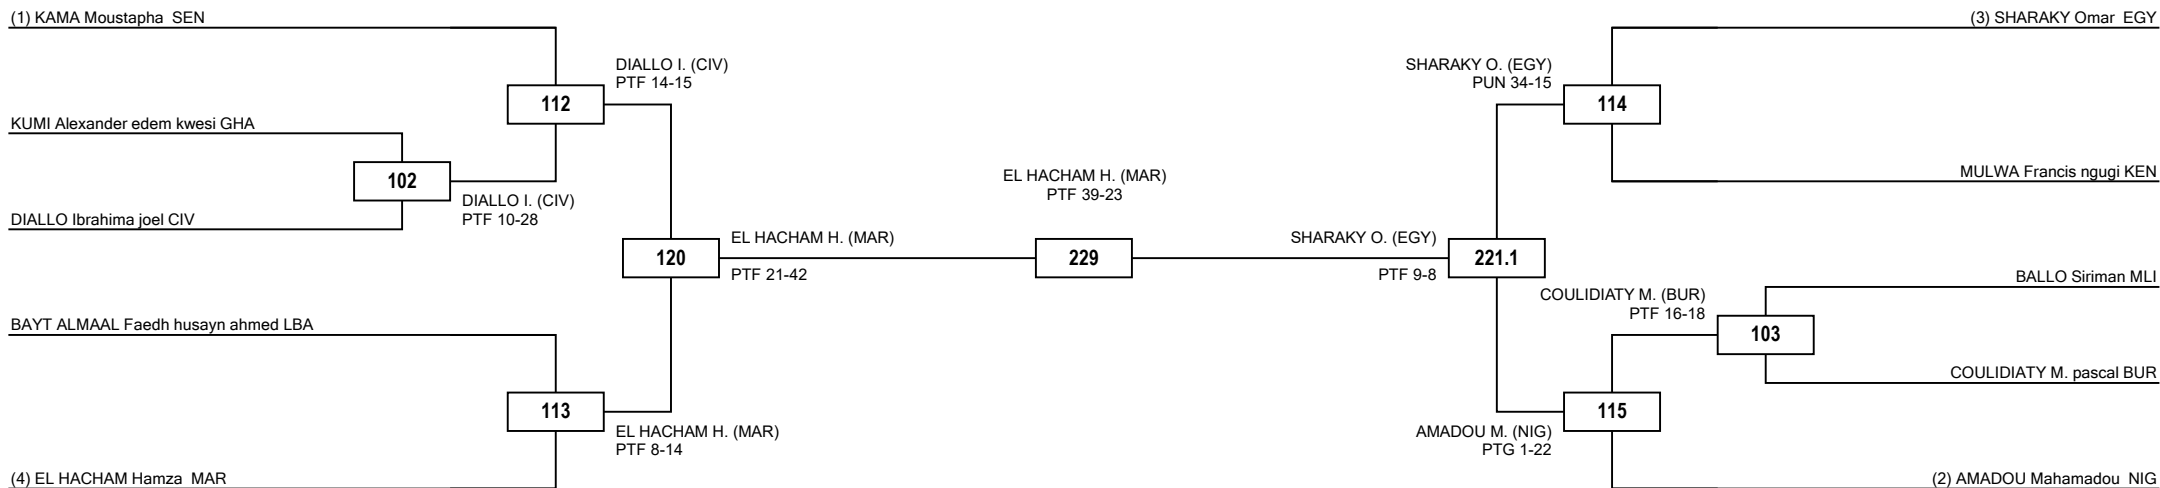 (1) KAMA Moustapha  SEN
(3) SHARAKY Omar  EGY
DIALLO I. (CIV)
PTF 14-15
SHARAKY O. (EGY)
PUN 34-15
112
114
KUMI Alexander edem kwesi GHA
102
EL HACHAM H. (MAR)
PTF 39-23
MULWA Francis ngugi KEN
DIALLO I. (CIV)
PTF 10-28
DIALLO Ibrahima joel CIV
EL HACHAM H. (MAR)
SHARAKY O. (EGY)
120
229
221.1
PTF 21-42
PTF 9-8
BALLO Siriman MLI
COULIDIATY M. (BUR)
PTF 16-18
BAYT ALMAAL Faedh husayn ahmed LBA
103
COULIDIATY M. pascal BUR
113
115
EL HACHAM H. (MAR)
PTF 8-14
AMADOU M. (NIG)
PTG 1-22
(4) EL HACHAM Hamza  MAR
(2) AMADOU Mahamadou  NIG